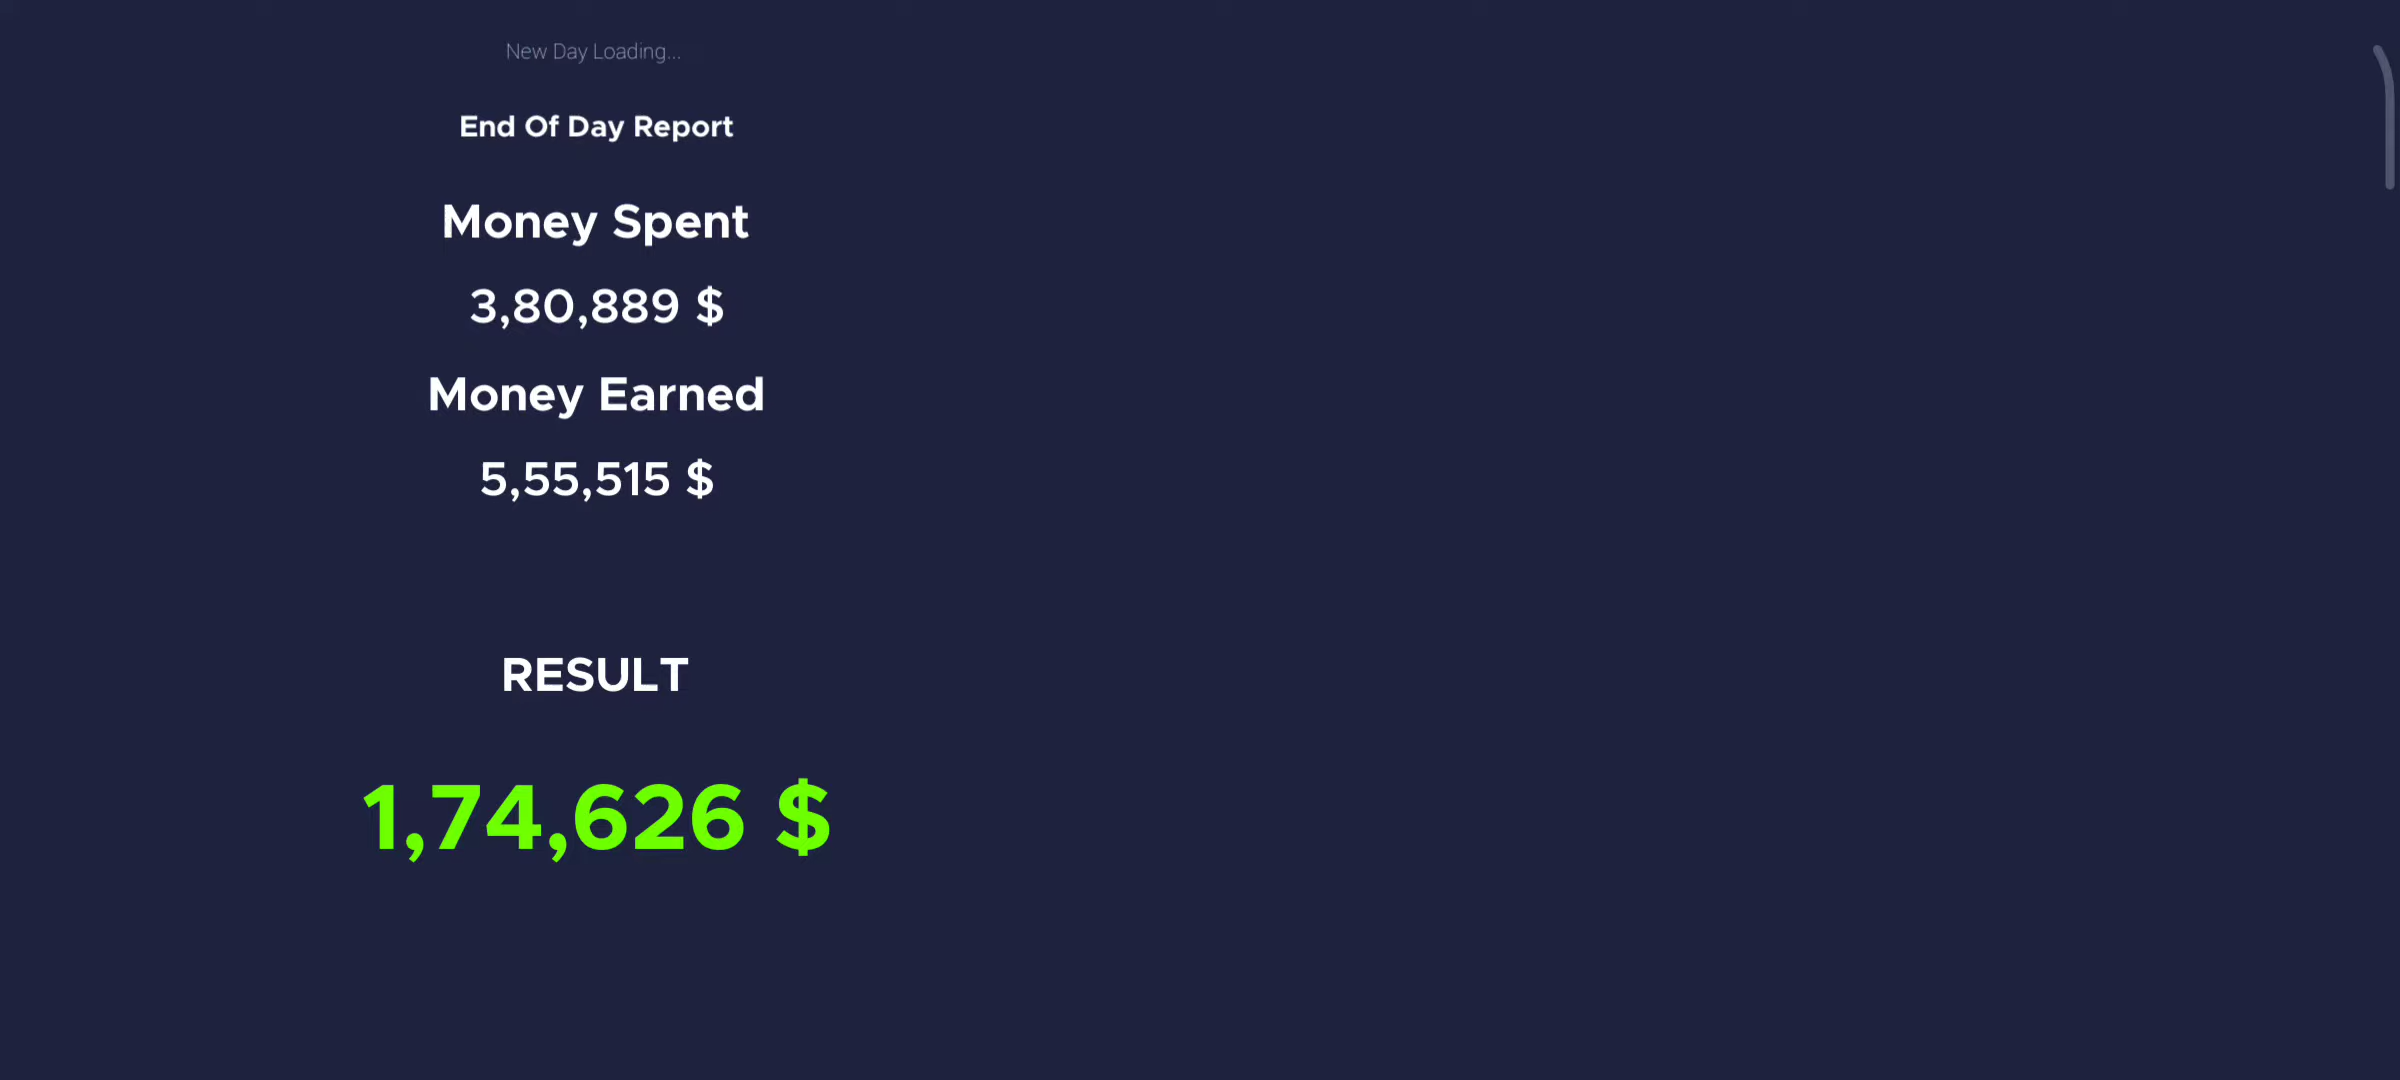 New Day Loading...
End Of Day Report
Money Spent
3,80,889 $
Money Earned
5,55,515 $
RESULT
1,74,626 $